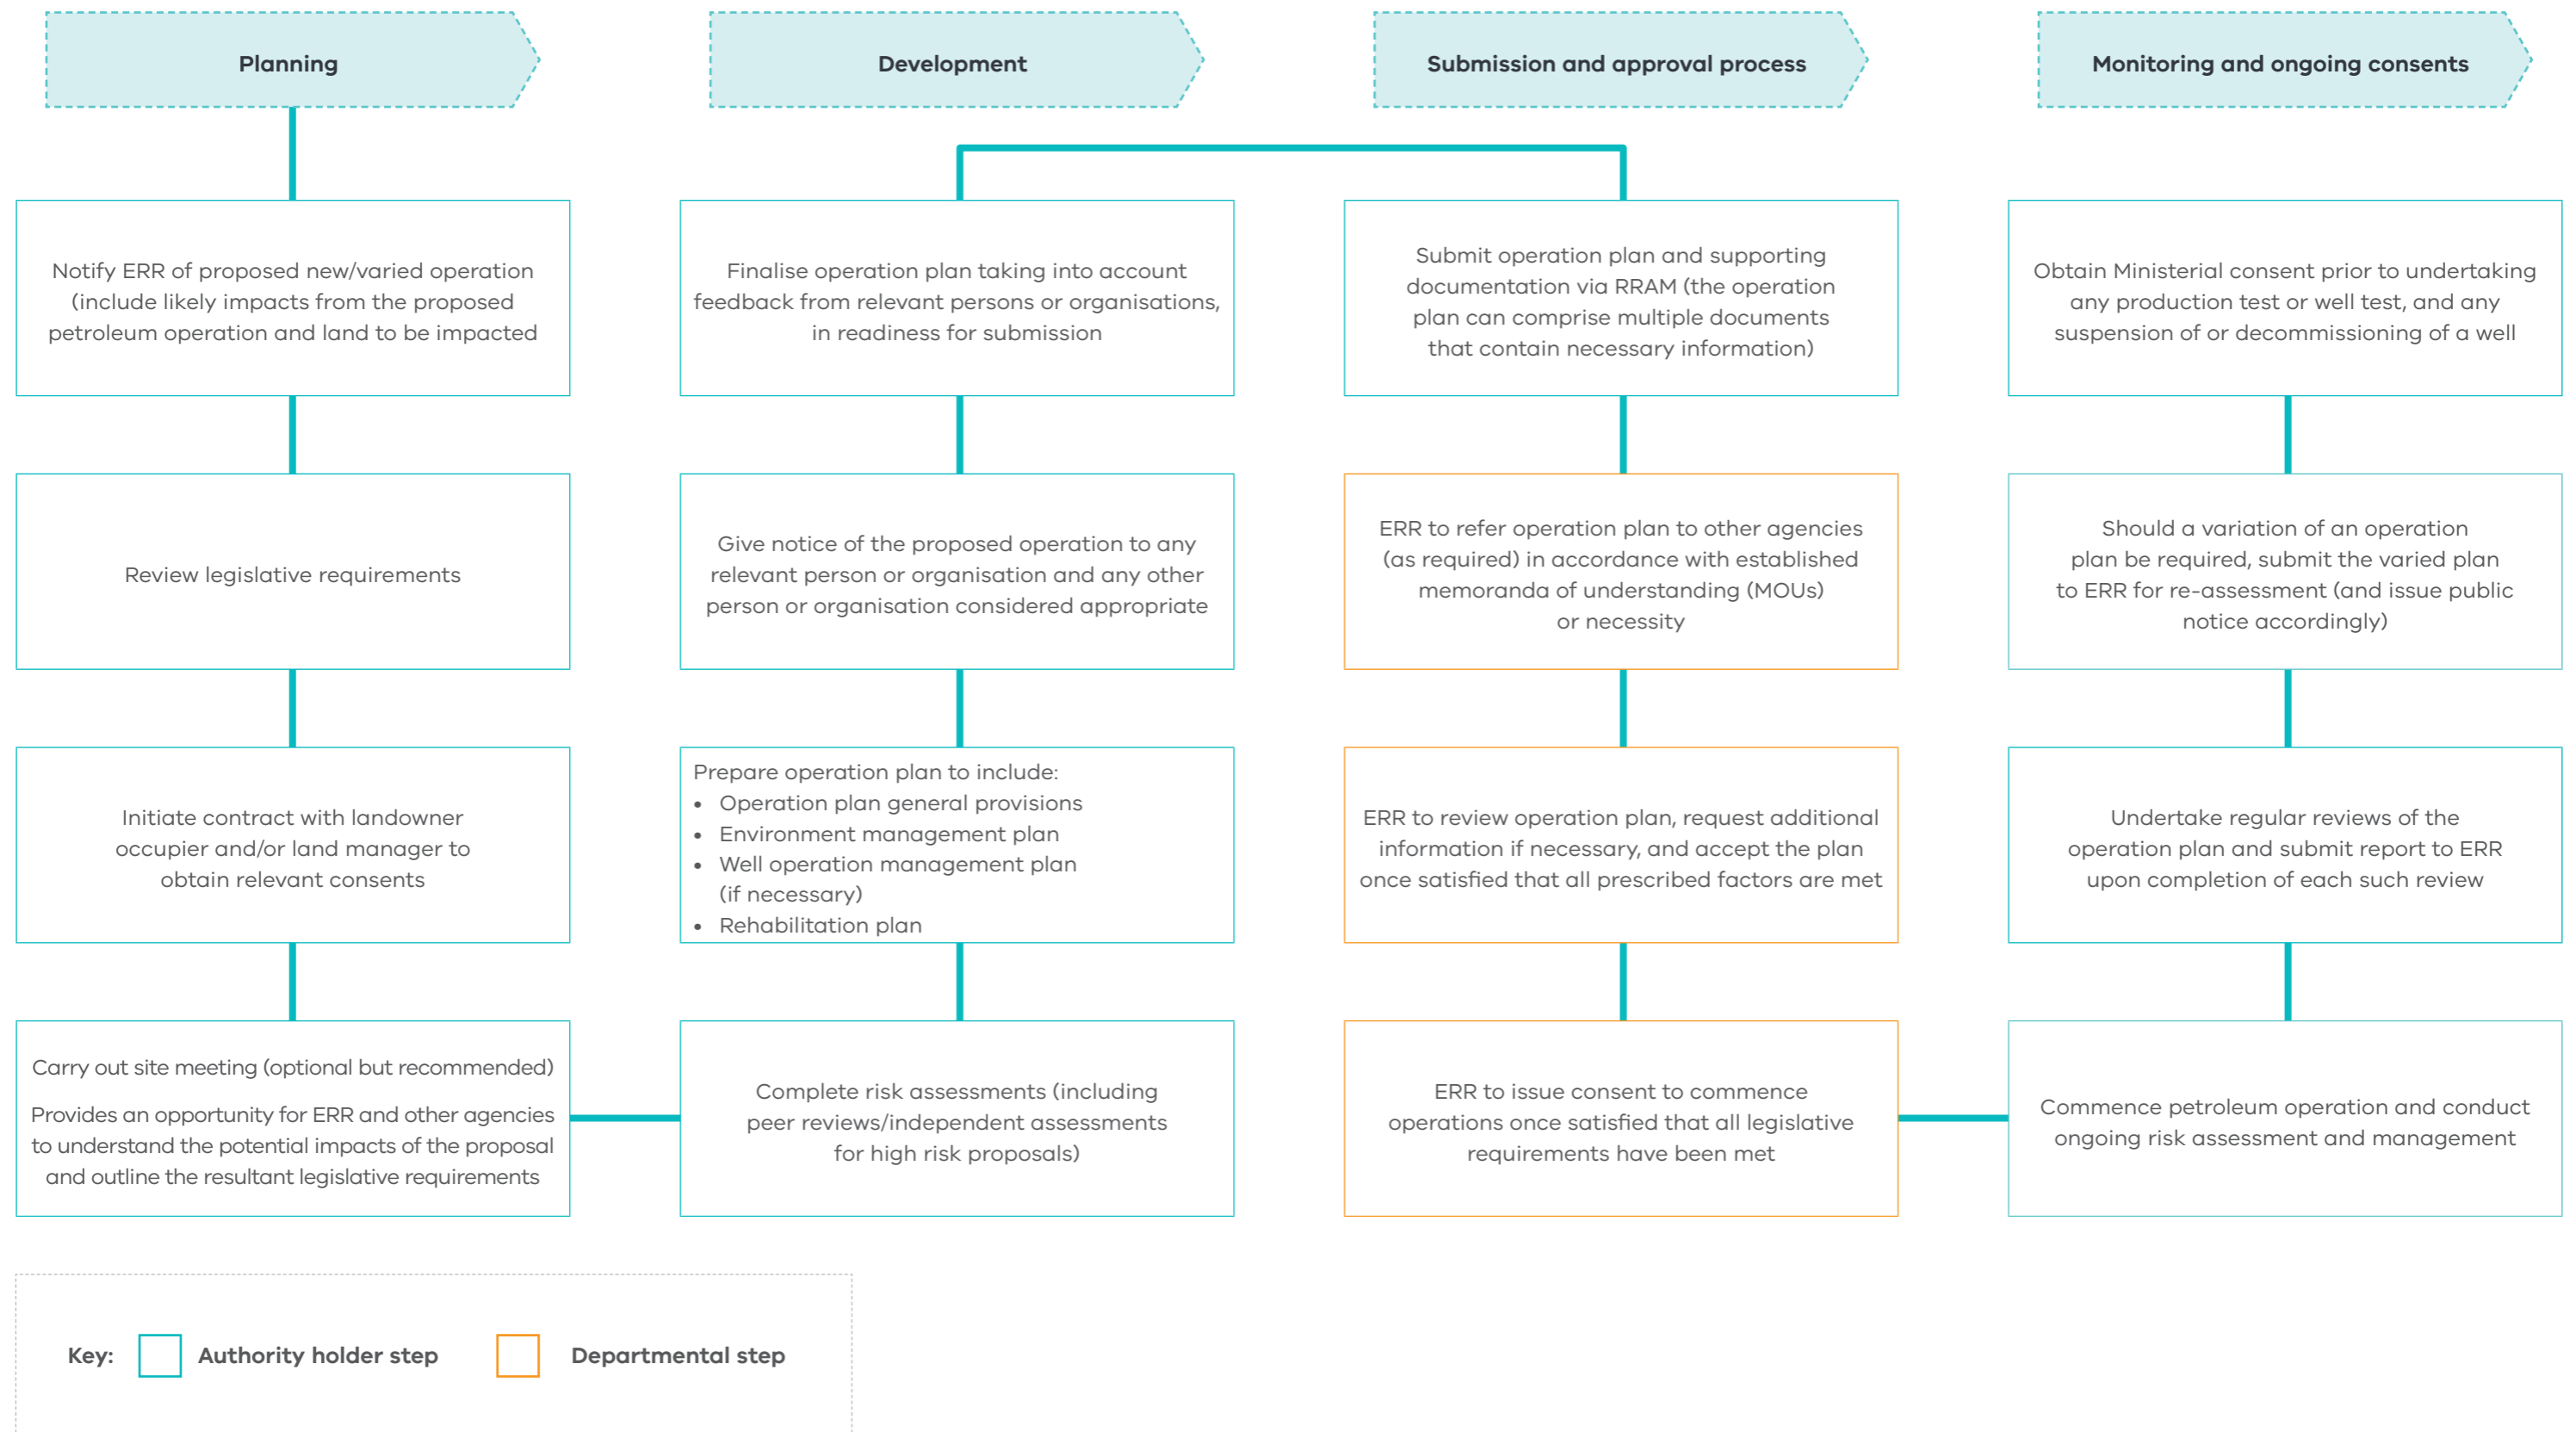 Planning
Notify ERR of proposed new/varied operation
(include likely impacts from the proposed
petroleum operation and land to be impacted
Review legislative requirements
Initiate contract with landowner
occupier and/or land manager to
obtain relevant consents
Carry out site meeting (optional but recommended)
Provides an opportunity for ERR and other agencies
to understand the potential impacts of the proposal
and outline the resultant legislative requirements
Development
Finalise operation plan taking into account
feedback from relevant persons or organisations,
in readiness for submission
Give notice of the proposed operation to any
relevant person or organisation and any other
person or organisation considered appropriate
Prepare operation plan to include:
• Operation plan general provisions
• Environment management plan
• Well operation management plan
(if necessary)
• Rehabilitation plan
Complete risk assessments (including
peer reviews/independent assessments
for high risk proposals)
Submission and approval process
Submit operation plan and supporting
documentation via RRAM (the operation
plan can comprise multiple documents
that contain necessary information)
ERR to refer operation plan to other agencies
(as required) in accordance with established
memoranda of understanding (MOUs)
or necessity
ERR to review operation plan, request additional
information if necessary, and accept the plan
once satisfied that all prescribed factors are met
ERR to issue consent to commence
operations once satisfied that all legislative
requirements have been met
Monitoring and ongoing consents
Obtain Ministerial consent prior to undertaking
any production test or well test, and any
suspension of or decommissioning of a well
Should a variation of an operation
plan be required, submit the varied plan
to ERR for re-assessment (and issue public
notice accordingly)
Undertake regular reviews of the
operation plan and submit report to ERR
upon completion of each such review
Commence petroleum operation and conduct
ongoing risk assessment and management
Key: Authority holder step Departmental step